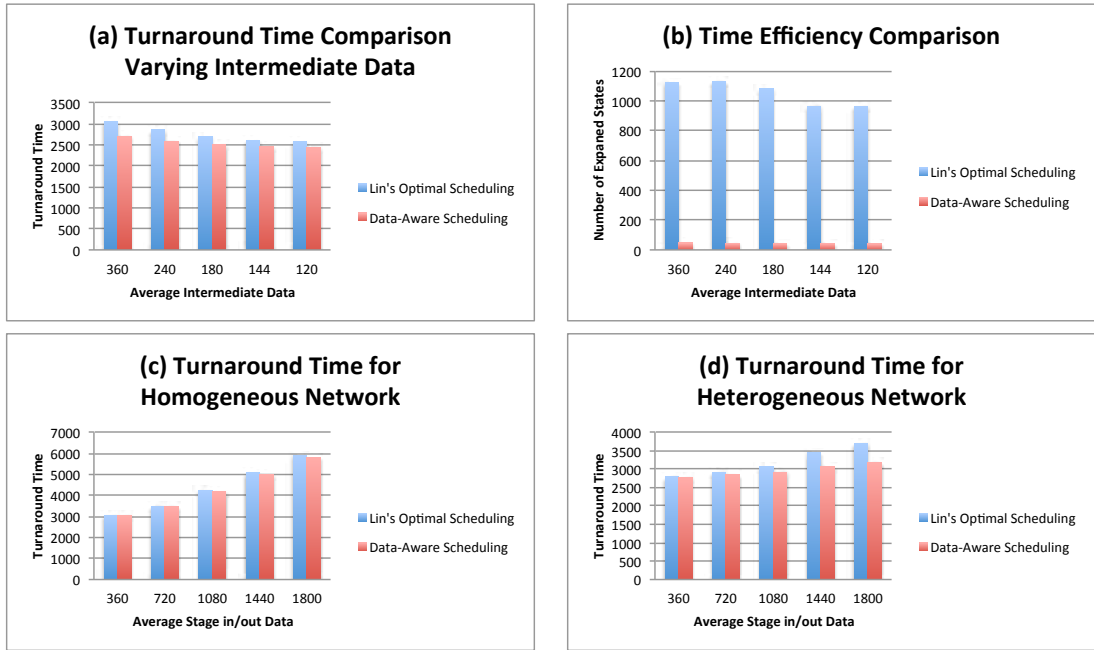 (a) Turnaround Time Comparison
Varying Intermediate Data
3500
3000
2500
2000
1500
1000
500
0
Turnaround Time
360 240 180 144 120
Average Intermediate Data
Lin's Optimal Scheduling
Data-Aware Scheduling
(b) Time Efficiency Comparison
1200
1000
800
600
400
200
0
Number of Expaned States
360 240 180 144 120
Average Intermediate Data
Lin's Optimal Scheduling
Data-Aware Scheduling
(c) Turnaround Time for
Homogeneous Network
7000
6000
5000
4000
3000
2000
1000
0
Turnaround Time
360 720 1080 1440 1800
Average Stage in/out Data
Lin's Optimal Scheduling
Data-Aware Scheduling
(d) Turnaround Time for
Heterogeneous Network
4000
3500
3000
2500
2000
1500
1000
500
0
Turnaround Time
360 720 1080 1440 1800
Average Stage in/out Data
Lin's Optimal Scheduling
Data-Aware Scheduling